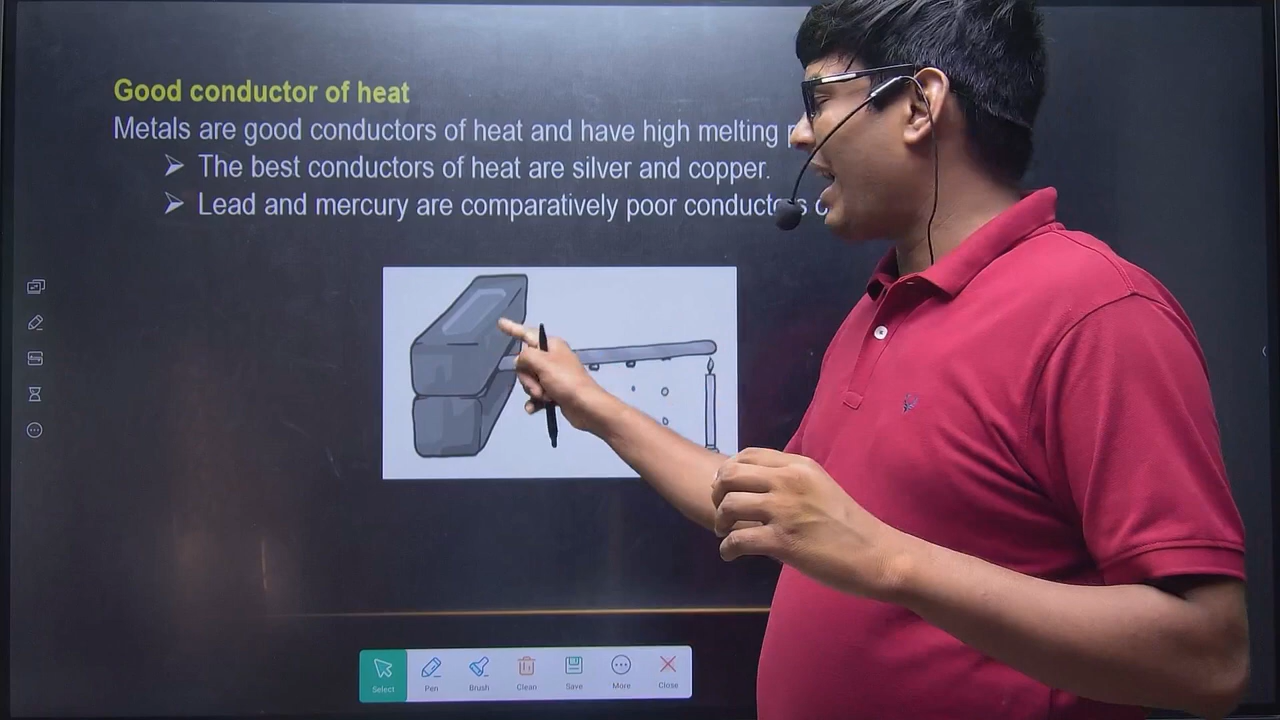 Good conductor of heat
Metals are good conductors of heat and have high melting
➤ The best conductors of heat are silver and copper.
➤ Lead and mercury are comparatively poor conductors
Select
Pen
Brush
Clean
Save
More
Close